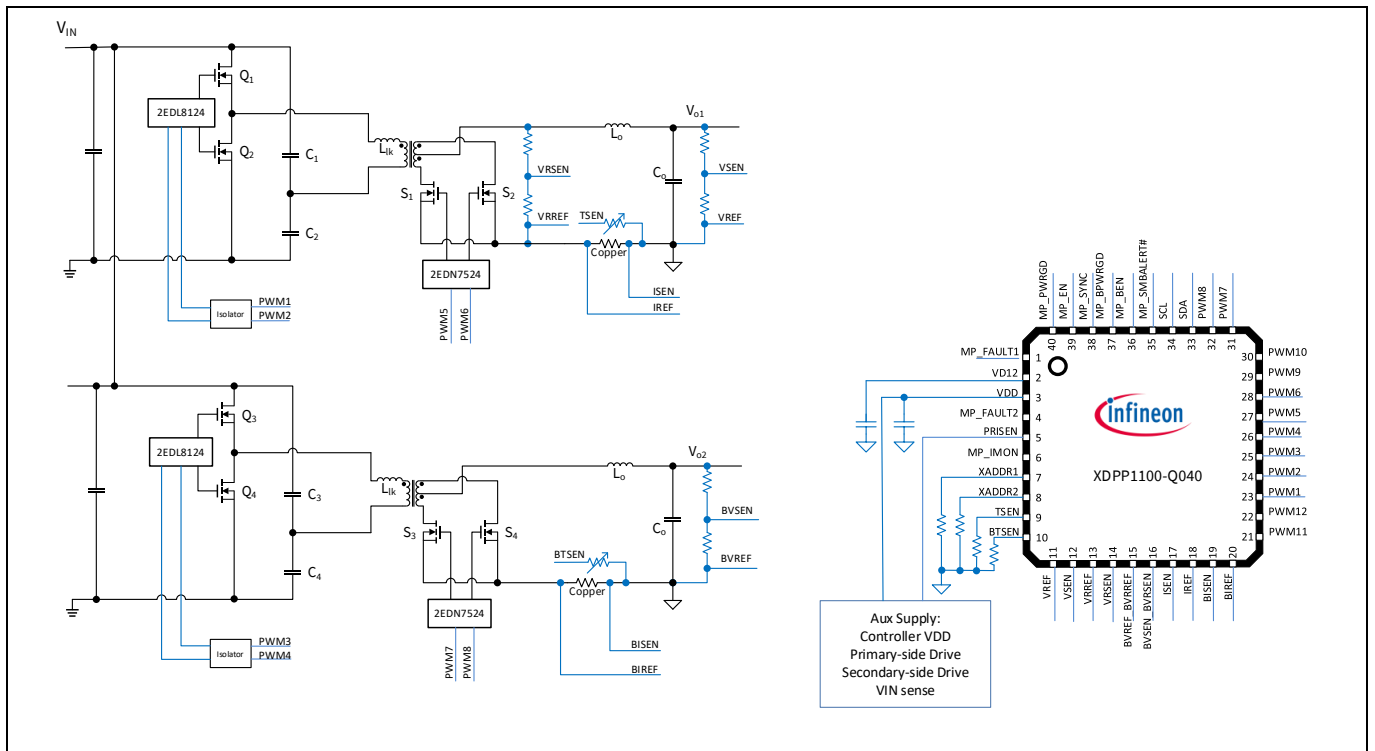 VIN
Q1
2EDL8124
Q2
C1
C2
Llk
S1
S2
Lo
Vo1
VRSEN
VRREF
Co
VSEN
VREF
TSEN
Copper
ISEN
IREF
2EDN7524
PWM5
PWM6
Isolator
PWM1
PWM2
Q3
2EDL8124
Q4
C3
C4
Llk
S3
S4
Lo
Vo2
Co
BVSEN
BVREF
BTSEN
Copper
BISEN
BIREF
2EDN7524
PWM7
PWM8
Isolator
PWM3
PWM4
MP_PWRGD
MP_EN
MP_SYNC
MP_BPWRGD
MP_BEN
MP_SMBALERT#
SCL
SDA
PWM8
PWM7
40
39
38
37
36
35
34
33
32
31
MP_FAULT1
1
VD12
2
VDD
3
MP_FAULT2
4
PRISEN
5
MP_IMON
6
XADDR1
7
XADDR2
8
TSEN
9
BTSEN
10
infineon
XDPP1100-Q040
30 PWM10
29 PWM9
28 PWM6
27 PWM5
26 PWM4
25 PWM3
24 PWM2
23 PWM1
22 PWM12
21 PWM11
11
12
13
14
15
16
17
18
19
20
VREF
VSEN
VRREF
VRSEN
BVREF_BVRREF
BVSEN_BVRSEN
ISEN
IREF
BISEN
BIREF
Aux Supply:
Controller VDD
Primary-side Drive
Secondary-side Drive
VIN sense